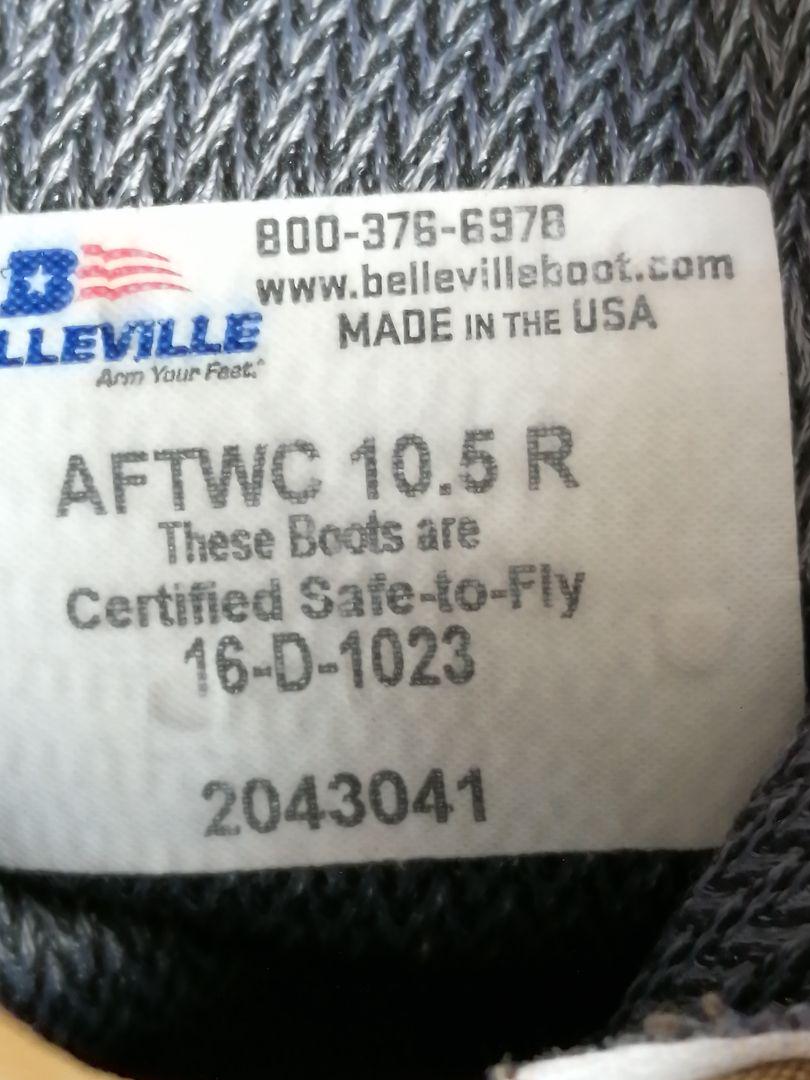 800-376-6978
www.bellevilleboot.com
MADE IN THE USA
B
LLEVILLE
Arm Your Feet.
AFTWC 10.5 R
These Boots are
Certified Safe-to-Fly
16-D-1023
2043041